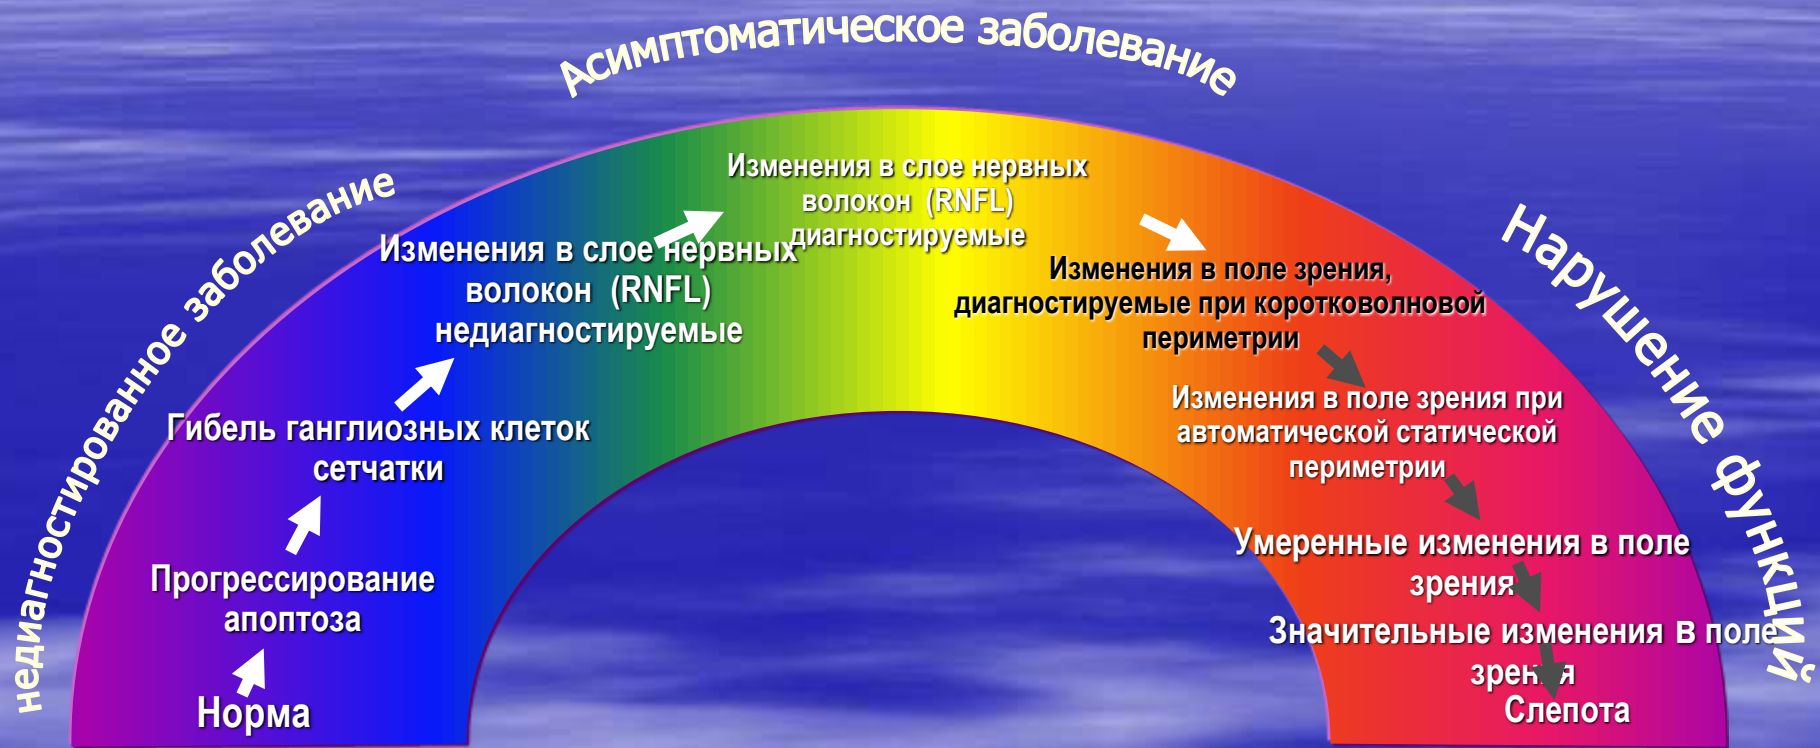 Асимптоматическое заболевание
недиагностированное заболевание
Нарушение функций
Изменения в слое нервных
волокон (RNFL)
диагностируемые
Изменения в слое нервных
волокон (RNFL)
недиагностируемые
Изменения в поле зрения,
диагностируемые при коротковолновой
периметрии
Гибель ганглиозных клеток
сетчатки
Изменения в поле зрения при
автоматической статической
периметрии
Прогрессирование
апоптоза
Умеренные изменения в поле
зрения
Значительные изменения в поле
зрения
Норма
Слепота